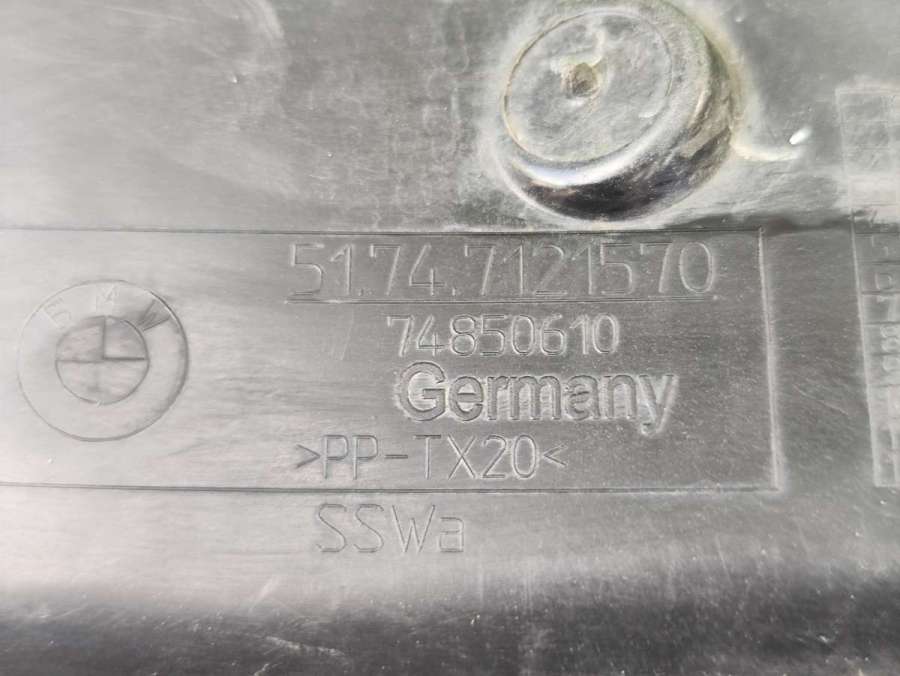 BMW
51.74.7121570
74850610
Germany
>PP-TX20<
SSWa